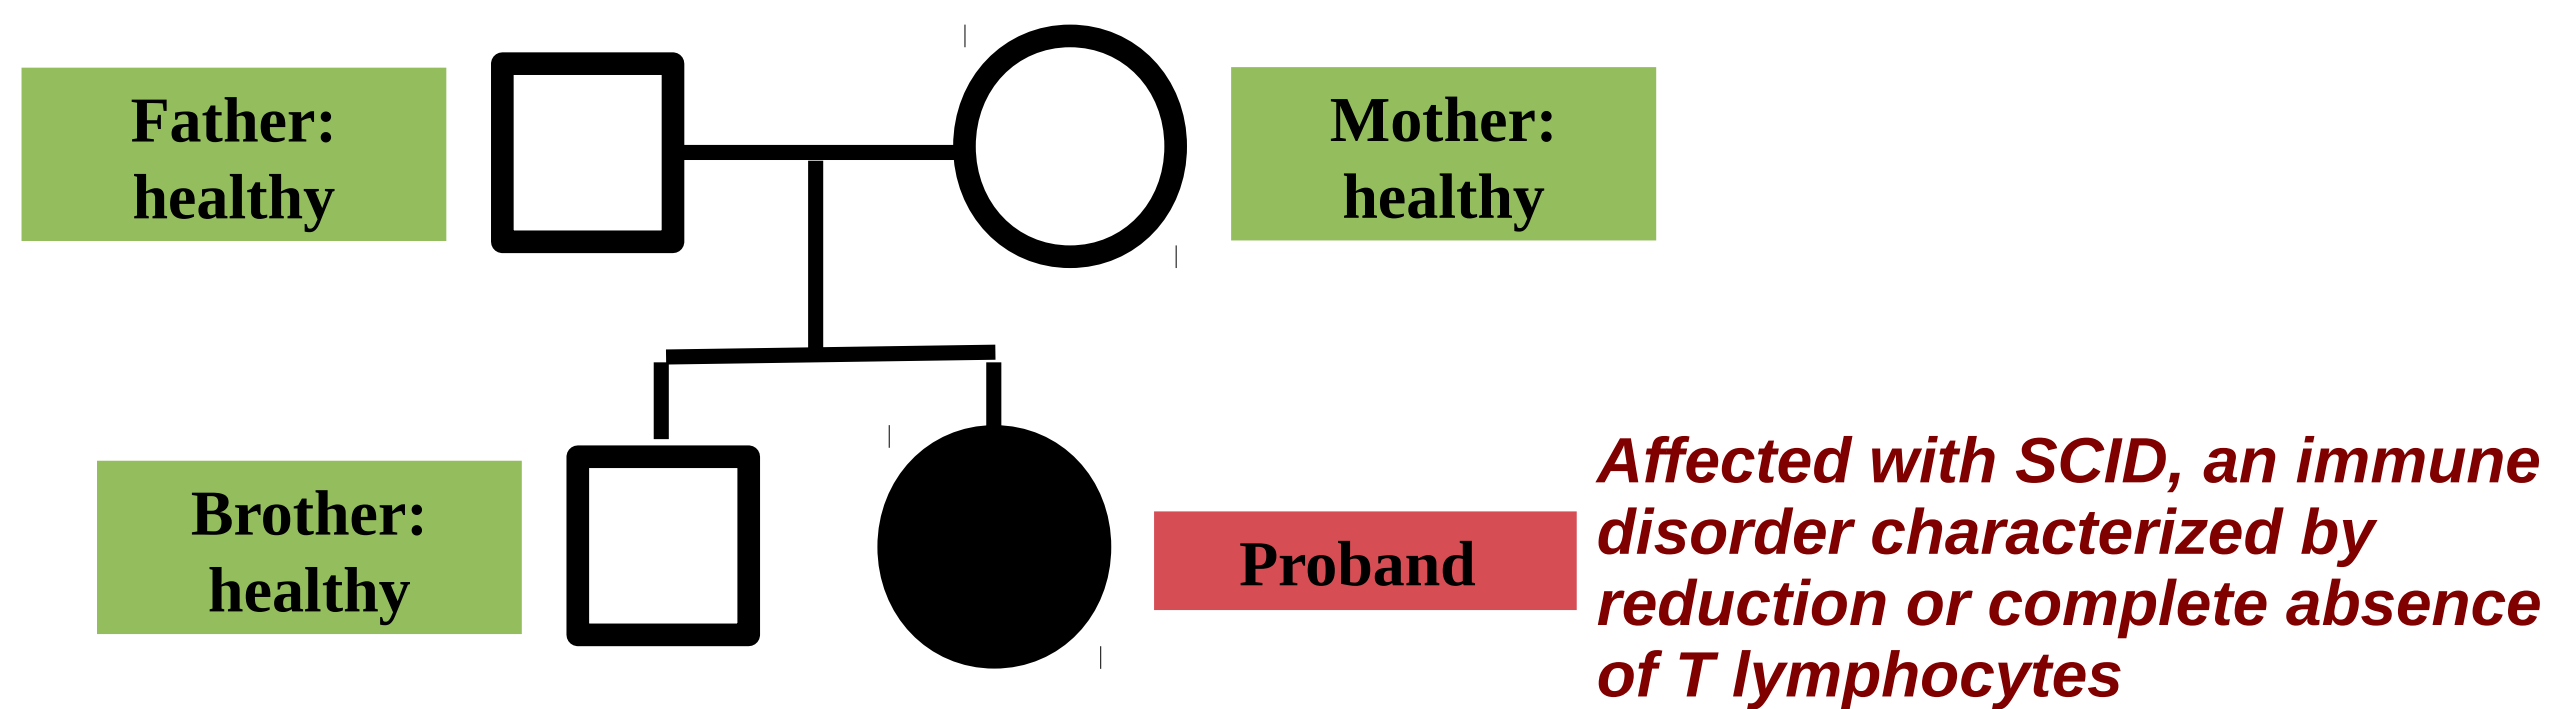 Father:
healthy
Mother:
healthy
Brother:
healthy
Proband
Affected with SCID, an immune
disorder characterized by
reduction or complete absence
of T lymphocytes